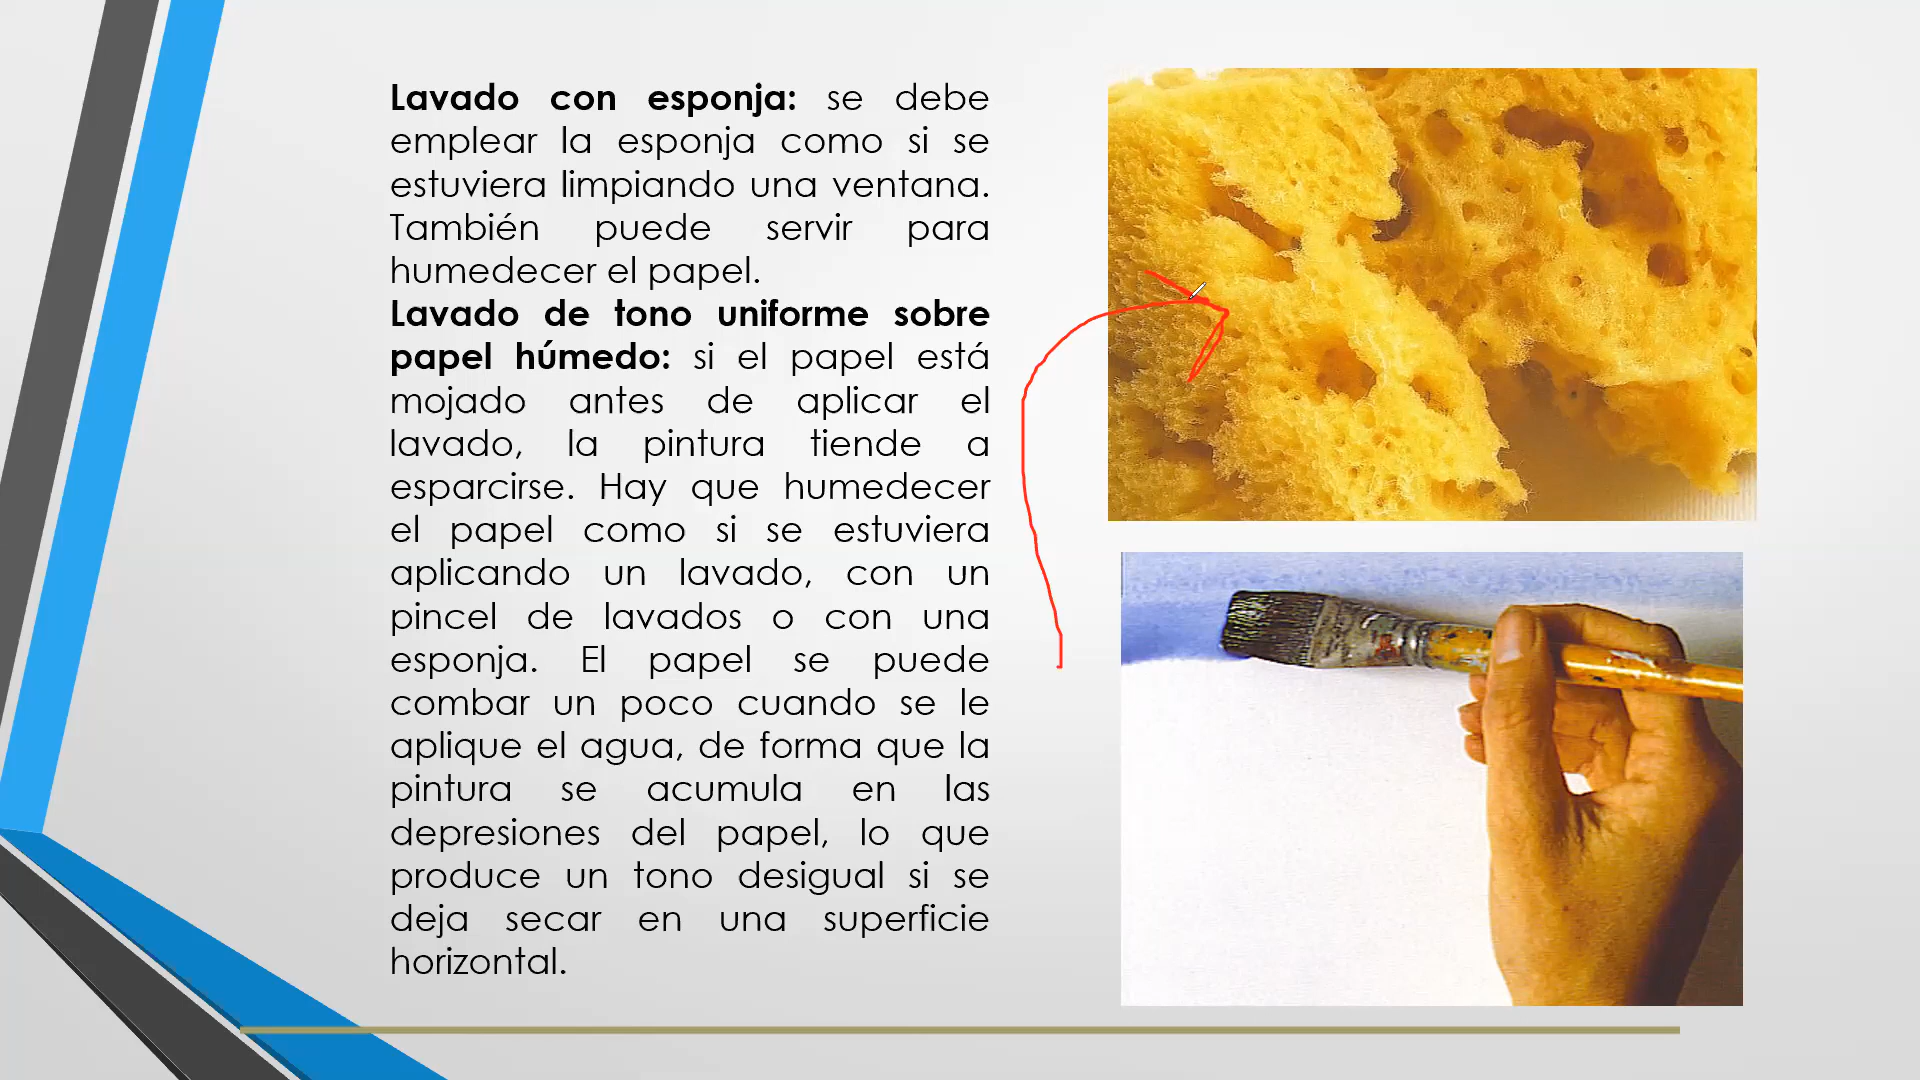 Lavado con esponja: se debe
emplear la esponja como si se
estuviera limpiando una ventana.
También puede servir para
humedecer el papel.
Lavado de tono uniforme sobre
papel húmedo: si el papel está
mojado antes de aplicar el
lavado, la pintura tiende a
esparcirse. Hay que humedecer
el papel como si se estuviera
aplicando un lavado, con un
pincel de lavados o con una
esponja. El papel se puede
combar un poco cuando se le
aplique el agua, de forma que la
pintura se acumula en las
depresiones del papel, lo que
produce un tono desigual si se
deja secar en una superficie
horizontal.